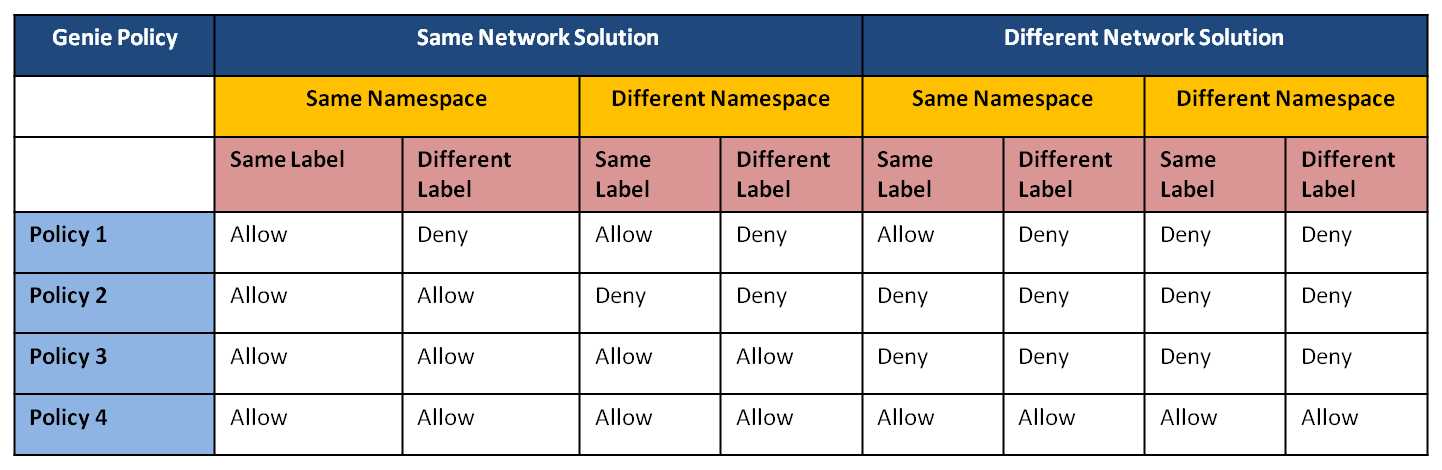 Genie Policy Same Network Solution Different Network Solution
Same Namespace Different Namespace Same Namespace Different Namespace
Same Label Different Label Same Label Different Label Same Label Different Label Same Label Different Label
Policy 1 Allow Deny Allow Deny Allow Deny Deny Deny
Policy 2 Allow Allow Deny Deny Deny Deny Deny Deny
Policy 3 Allow Allow Allow Allow Deny Deny Deny Deny
Policy 4 Allow Allow Allow Allow Allow Allow Allow Allow